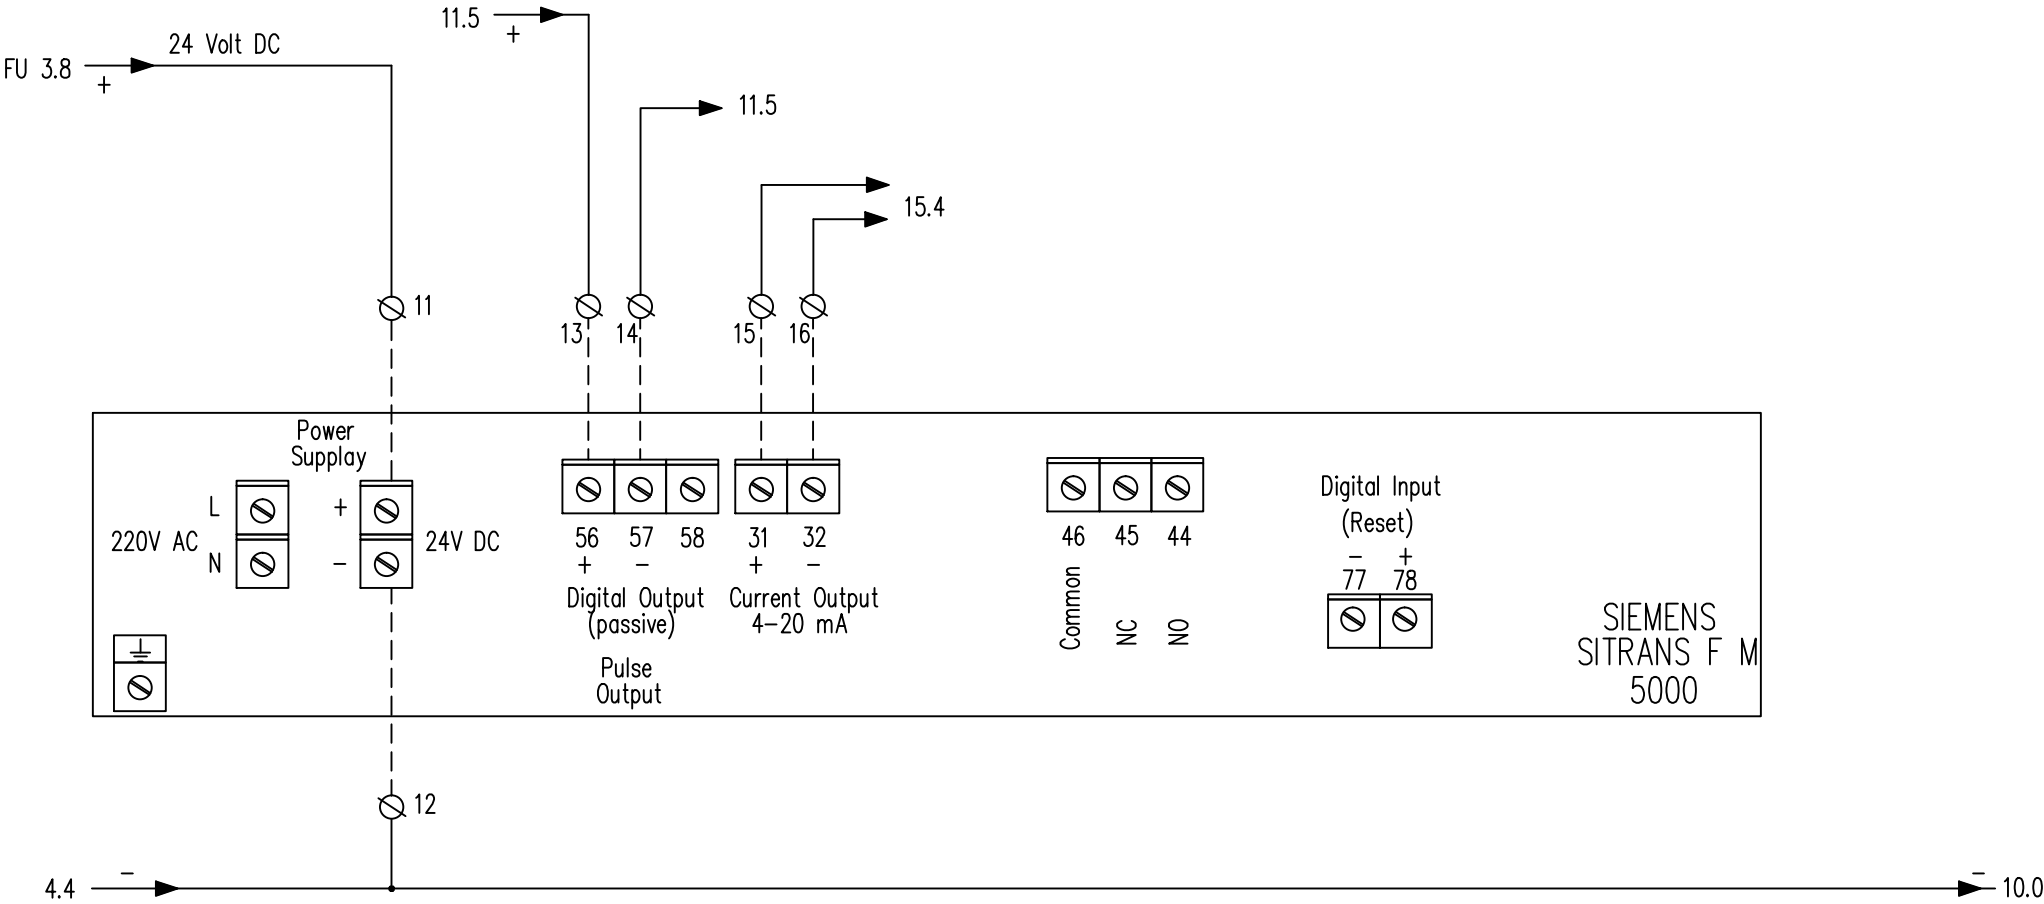 11.5
+
24 Volt DC
FU 3.8
+
11.5
15.4
11
13
14
15
16
Power
Supplay
L
+
220V AC
24V DC
N
-
56 57 58
+ -
Digital Output
(passive)
Pulse
Output
31 32
+ -
Current Output
4-20 mA
46 45 44
Common
NC
NO
Digital Input
(Reset)
- +
77 78
SIEMENS
SITRANS F M
5000
12
4.4
-
-
10.0